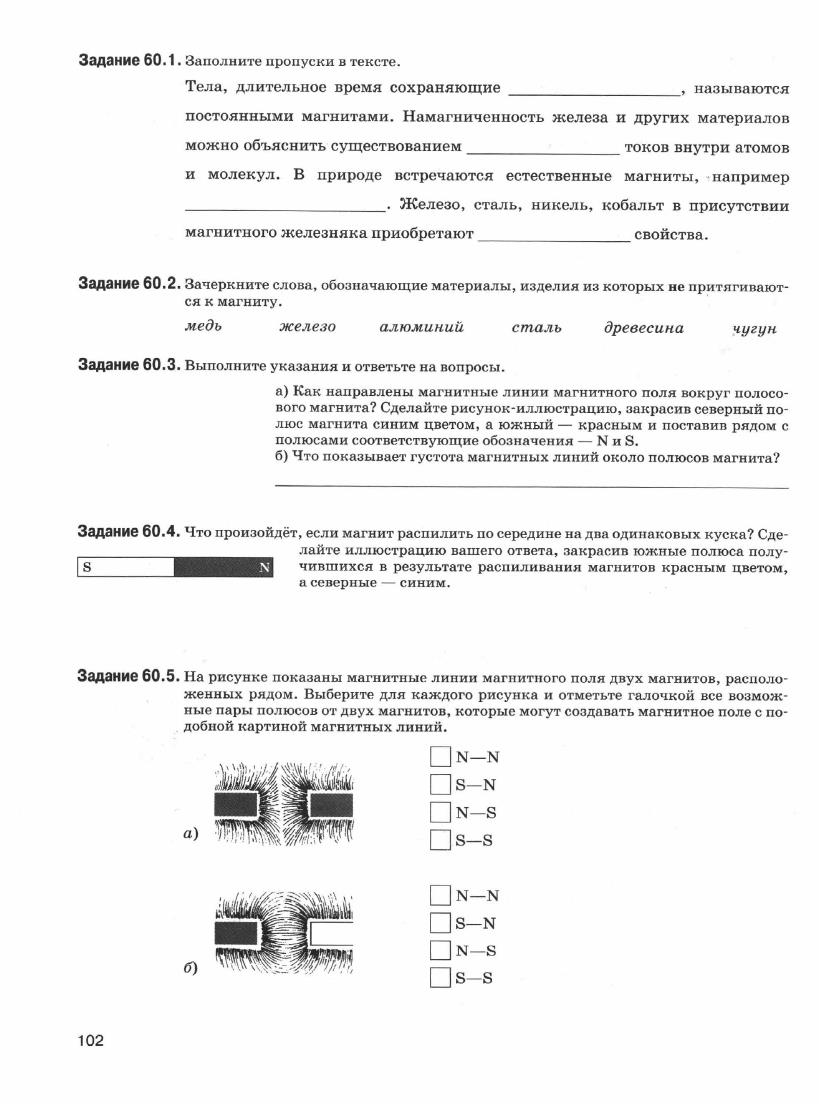 Задание 60.1. Заполните пропуски в тексте.
Тела, длительное время сохраняющие ____________________, называются
постоянными магнитами. Намагниченность железа и других материалов
можно объяснить существованием __________________ токов внутри атомов
и молекул. В природе встречаются естественные магниты, например
________________________. Железо, сталь, никель, кобальт в присутствии
магнитного железняка приобретают __________________ свойства.
Задание 60.2. Зачеркните слова, обозначающие материалы, изделия из которых не притягивают-
ся к магниту.
медь железо алюминий сталь древесина чугун
Задание 60.3. Выполните указания и ответьте на вопросы.
а) Как направлены магнитные линии магнитного поля вокруг полосо-
вого магнита? Сделайте рисунок-иллюстрацию, закрасив северный по-
люс магнита синим цветом, а южный — красным и поставив рядом с
полюсами соответствующие обозначения — N и S.
б) Что показывает густота магнитных линий около полюсов магнита?
Задание 60.4. Что произойдёт, если магнит распилить по середине на два одинаковых куска? Сде-
лайте иллюстрацию вашего ответа, закрасив южные полюса полу-
S N
чившихся в результате распиливания магнитов красным цветом,
а северные — синим.
Задание 60.5. На рисунке показаны магнитные линии магнитного поля двух магнитов, располо-
женных рядом. Выберите для каждого рисунка и отметьте галочкой все возмож-
ные пары полюсов от двух магнитов, которые могут создавать магнитное поле с по-
добной картиной магнитных линий.
а)
N—N
S—N
N—S
S—S
б)
N—N
S—N
N—S
S—S
102